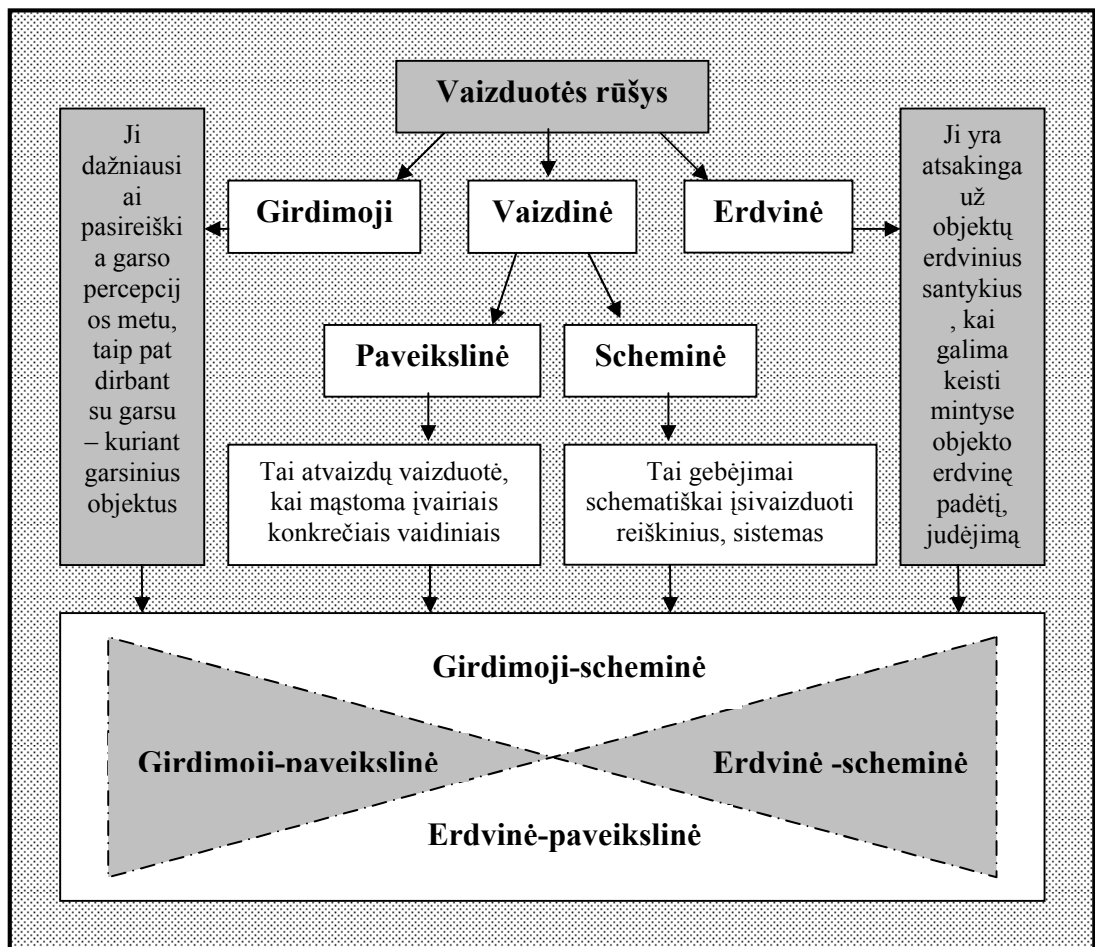 Vaizduotės rūšys
Ji
dažniausi
ai
pasireiški
a garso
percepcij
os metu,
taip pat
dirbant
su garsu
– kuriant
garsinius
objektus
Girdimoji
Vaizdinė
Erdvinė
Ji yra
atsakinga
už
objektų
erdvinius
santykius
, kai
galima
keisti
mintyse
objekto
erdvinę
padėtį,
judėjimą
Paveikslinė
Scheminė
Tai atvaizdų vaizduotė,
kai mąstoma įvairiais
konkrečiais vaidiniais
Tai gebėjimai
schematiškai įsivaizduoti
reiškinius, sistemas
Girdimoji-scheminė
Girdimoji-paveikslinė
Erdvinė -scheminė
Erdvinė-paveikslinė